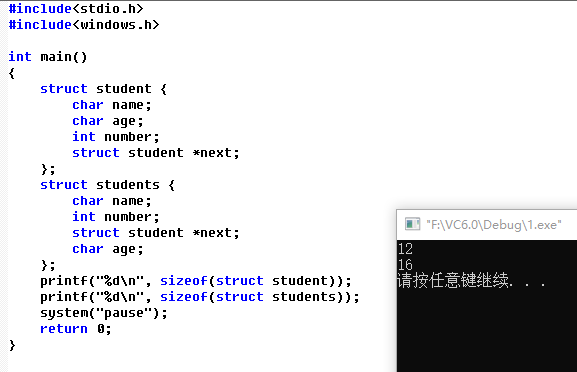 #include<stdio.h>
#include<windows.h>
int main()
{
struct student {
char name;
char age;
int number;
struct student *next;
};
struct students {
char name;
int number;
struct student *next;
char age;
};
printf("%d\n", sizeof(struct student));
printf("%d\n", sizeof(struct students));
system("pause");
return 0;
}
"F:\VC6.0\Debug\1.exe"
12
16
请按任意键继续. . .